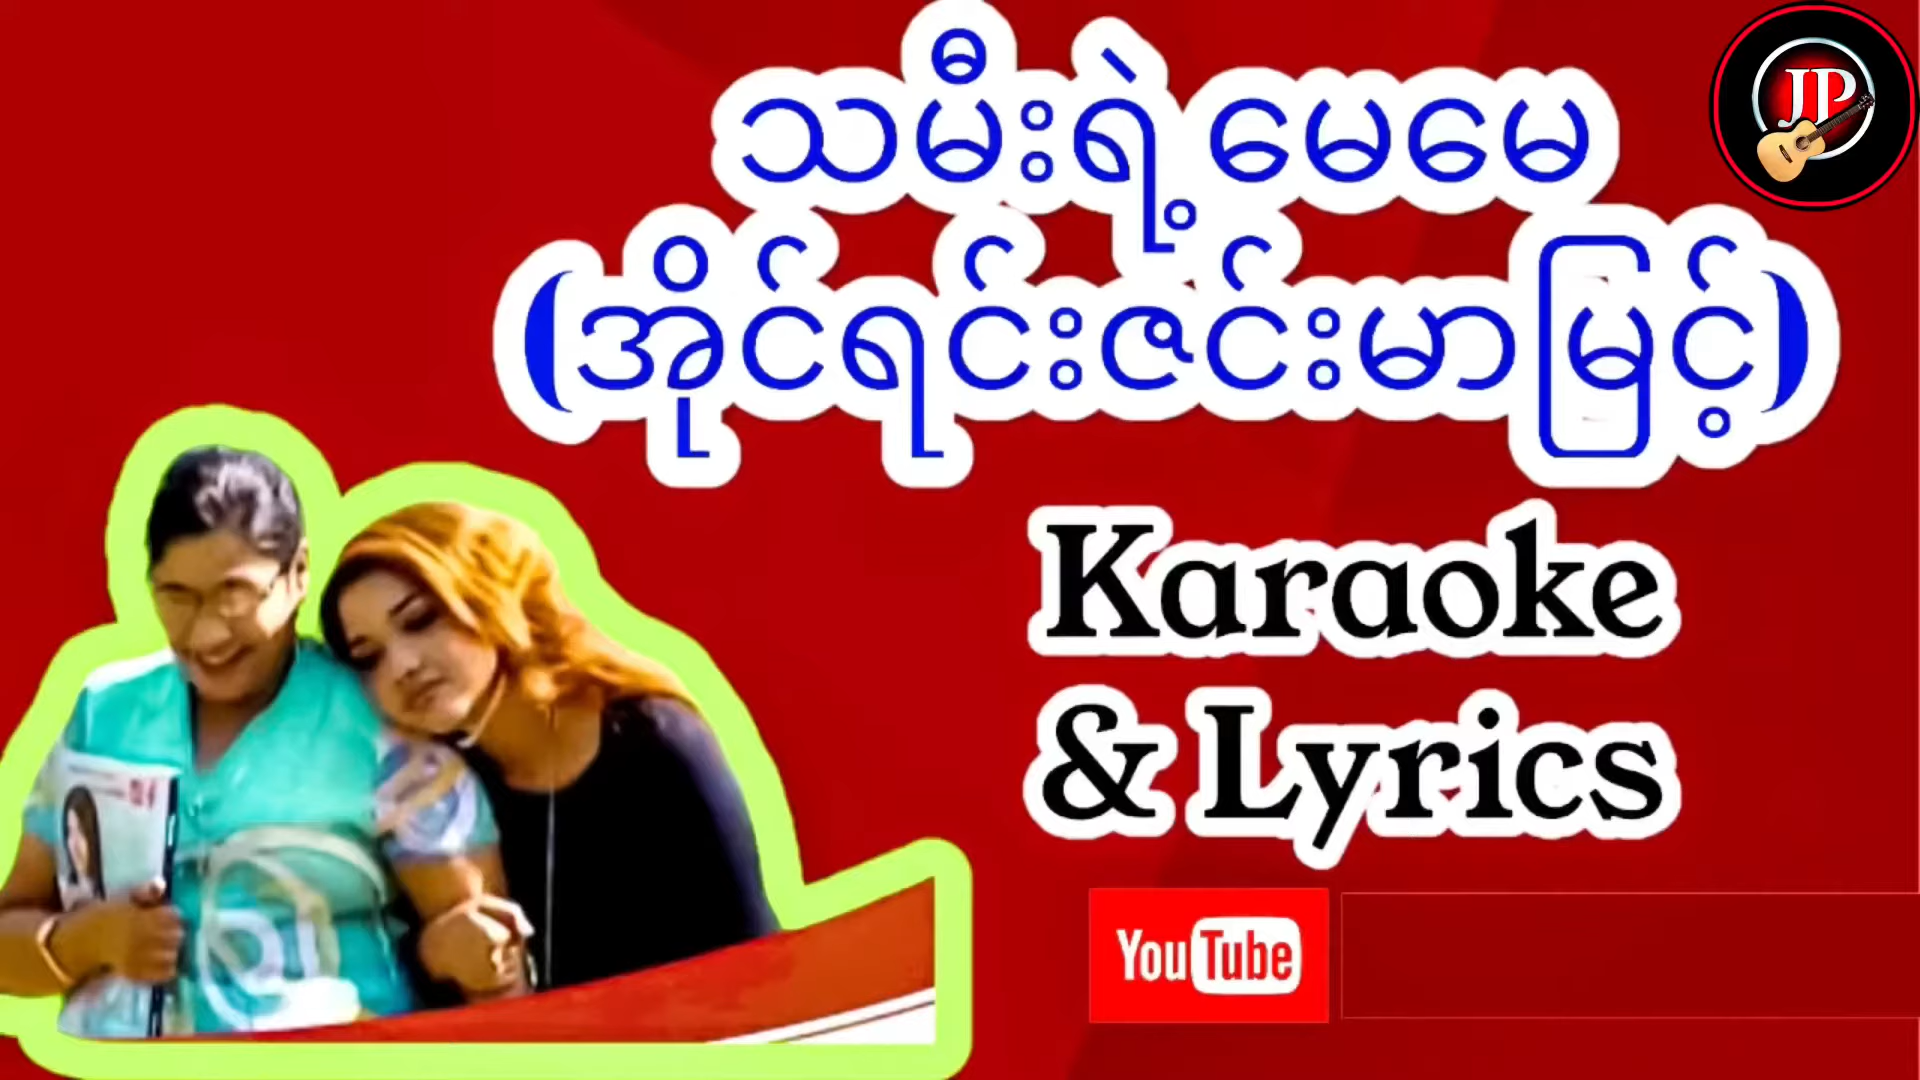 JP
သမီးရဲ့မေမေ
(အိုင်ရင်းဇင်းမာမြင့်)
Karaoke
& Lyrics
YouTube